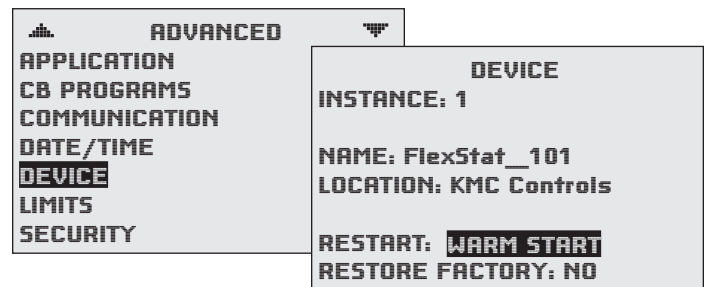 ADVANCED
APPLICATION
CB PROGRAMS
COMMUNICATION
DATE/TIME
DEVICE
LIMITS
SECURITY
DEVICE
INSTANCE: 1
NAME: FlexStat__101
LOCATION: KMC Controls
RESTART: WARM START
RESTORE FACTORY: NO